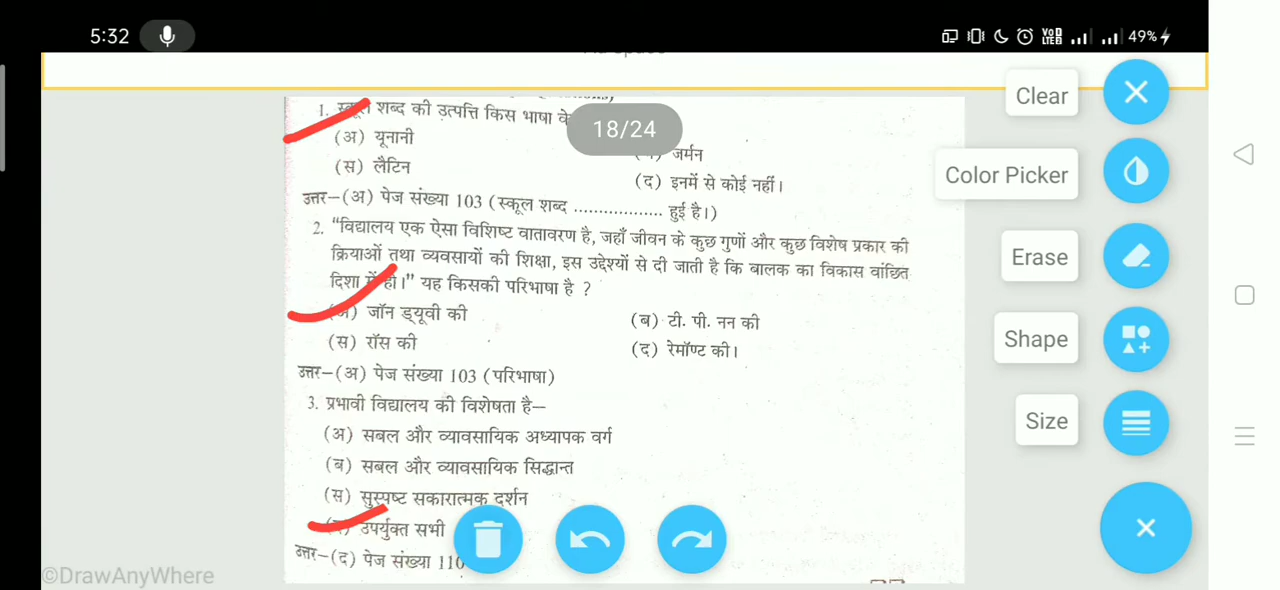 5:32
49%
Clear
Color Picker
Erase
Shape
Size
18/24
1. स्कूल शब्द की उत्पत्ति किस भाषा के
(अ) यूनानी
जर्मन
(स) लैटिन
(द) इनमें से कोई नहीं।
उत्तर–(अ) पेज संख्या 103 (स्कूल शब्द ................. हुई है।)
2. “विद्यालय एक ऐसा विशिष्ट वातावरण है, जहाँ जीवन के कुछ गुणों और कुछ विशेष प्रकार की
क्रियाओं तथा व्यवसायों की शिक्षा, इस उद्देश्यों से दी जाती है कि बालक का विकास वांछित
दिशा में हो।” यह किसकी परिभाषा है ?
(अ) जॉन ड्यूवी की
(ब) टी. पी. नन की
(स) रॉस की
(द) रेमॉण्ट की।
उत्तर–(अ) पेज संख्या 103 (परिभाषा)
3. प्रभावी विद्यालय की विशेषता है–
(अ) सबल और व्यावसायिक अध्यापक वर्ग
(ब) सबल और व्यावसायिक सिद्धान्त
(स) सुस्पष्ट सकारात्मक दर्शन
उपर्युक्त सभी
उत्तर–(द) पेज संख्या 110
©DrawAnyWhere